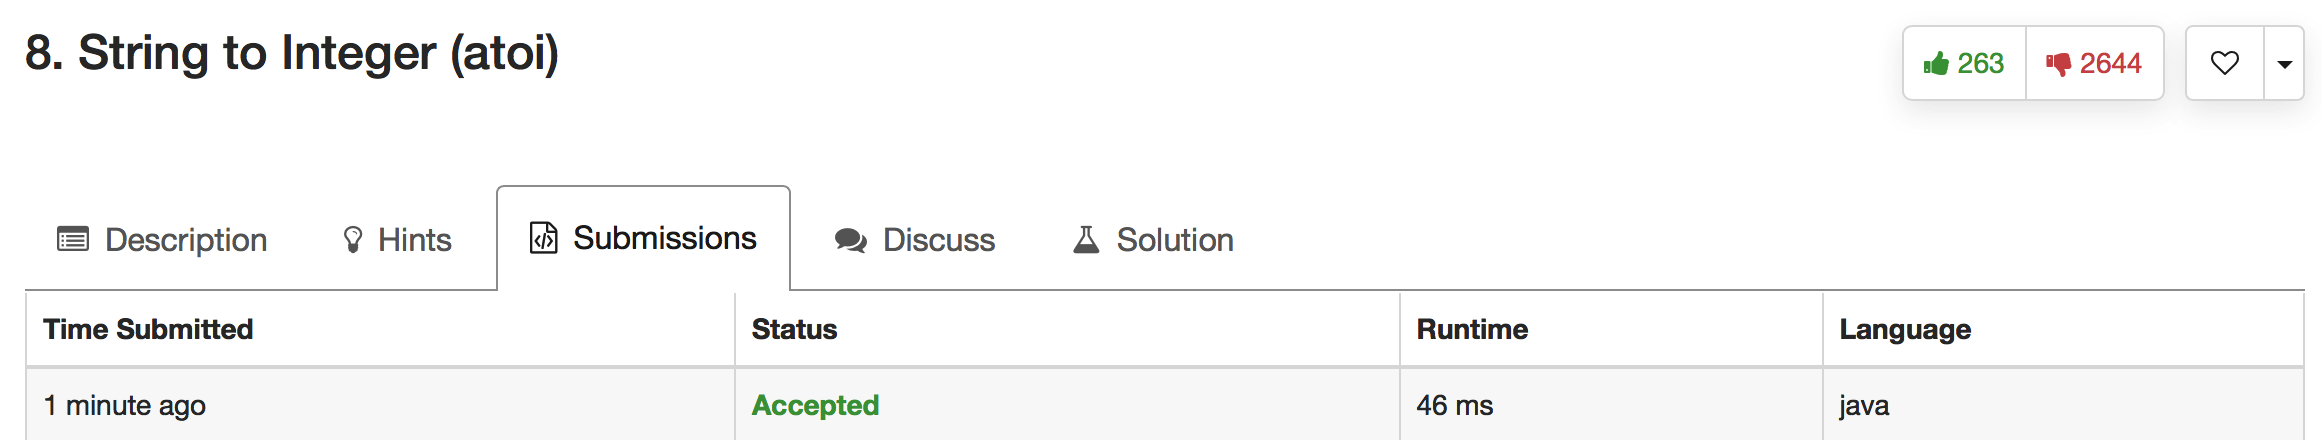 8. String to Integer (atoi)
263 2644
Description Hints Submissions Discuss Solution
Time Submitted Status Runtime Language
1 minute ago Accepted 46 ms java